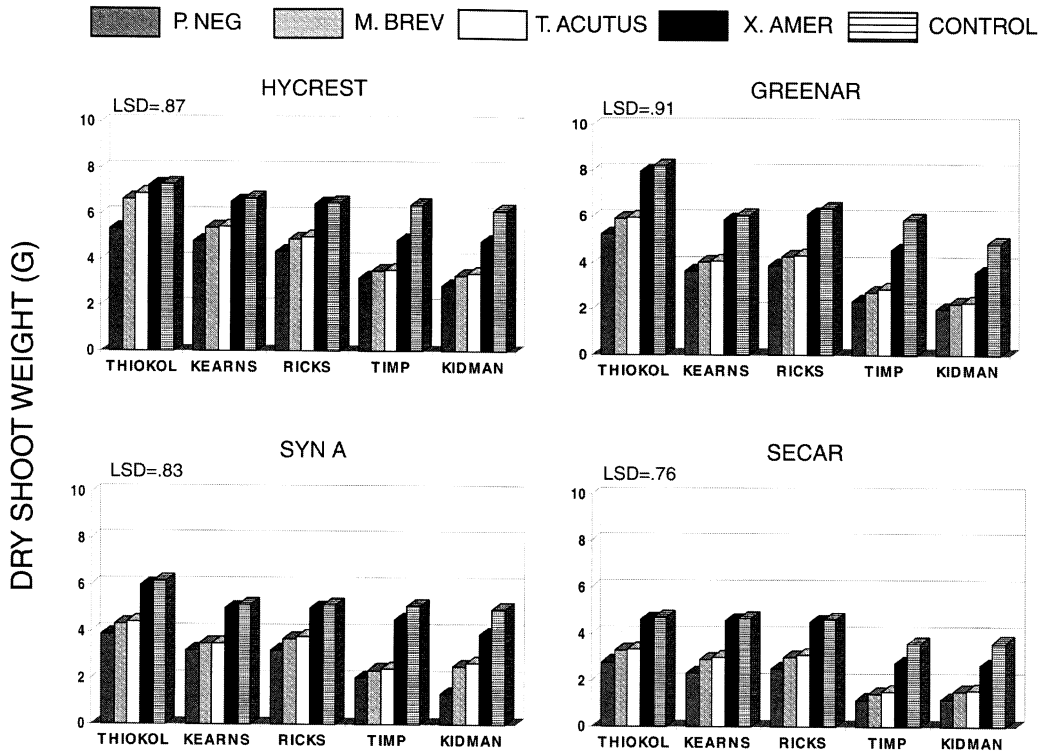 P. NEG M. BREV T. ACUTUS X. AMER CONTROL
DRY SHOOT WEIGHT (G)
HYCREST
LSD=.87
10
8
6
4
2
0
THIOKOL KEARNS RICKS TIMP KIDMAN
GREENAR
LSD=.91
10
8
6
4
2
0
THIOKOL KEARNS RICKS TIMP KIDMAN
SYN A
LSD=.83
10
8
6
4
2
0
THIOKOL KEARNS RICKS TIMP KIDMAN
SECAR
LSD=.76
10
8
6
4
2
0
THIOKOL KEARNS RICKS TIMP KIDMAN